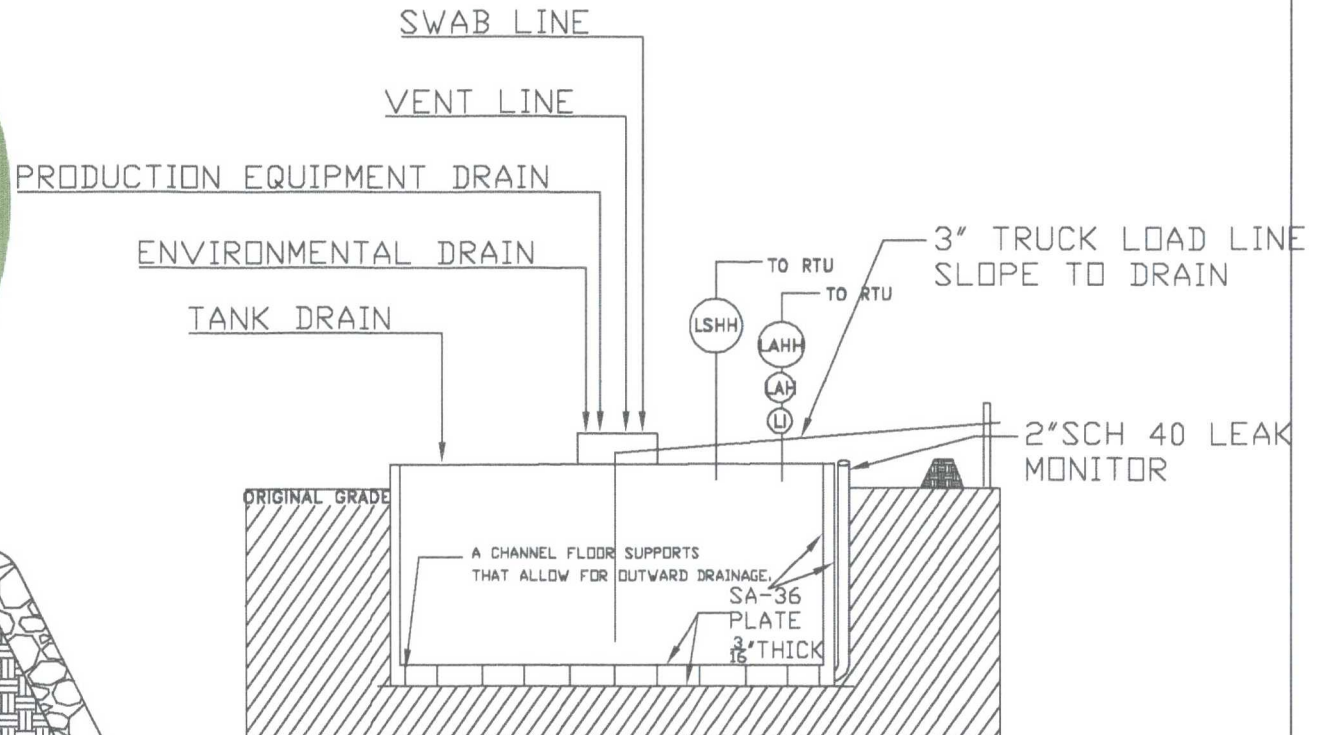 SWAB LINE
VENT LINE
PRODUCTION EQUIPMENT DRAIN
ENVIRONMENTAL DRAIN
TANK DRAIN
3" TRUCK LOAD LINE
SLOPE TO DRAIN
TO RTU
TO RTU
LSHH
LAHH
LAH
LI
2"SCH 40 LEAK
MONITOR
ORIGINAL GRADE
A CHANNEL FLOOR SUPPORTS
THAT ALLOW FOR OUTWARD DRAINAGE.
SA-36
PLATE
3/16"THICK